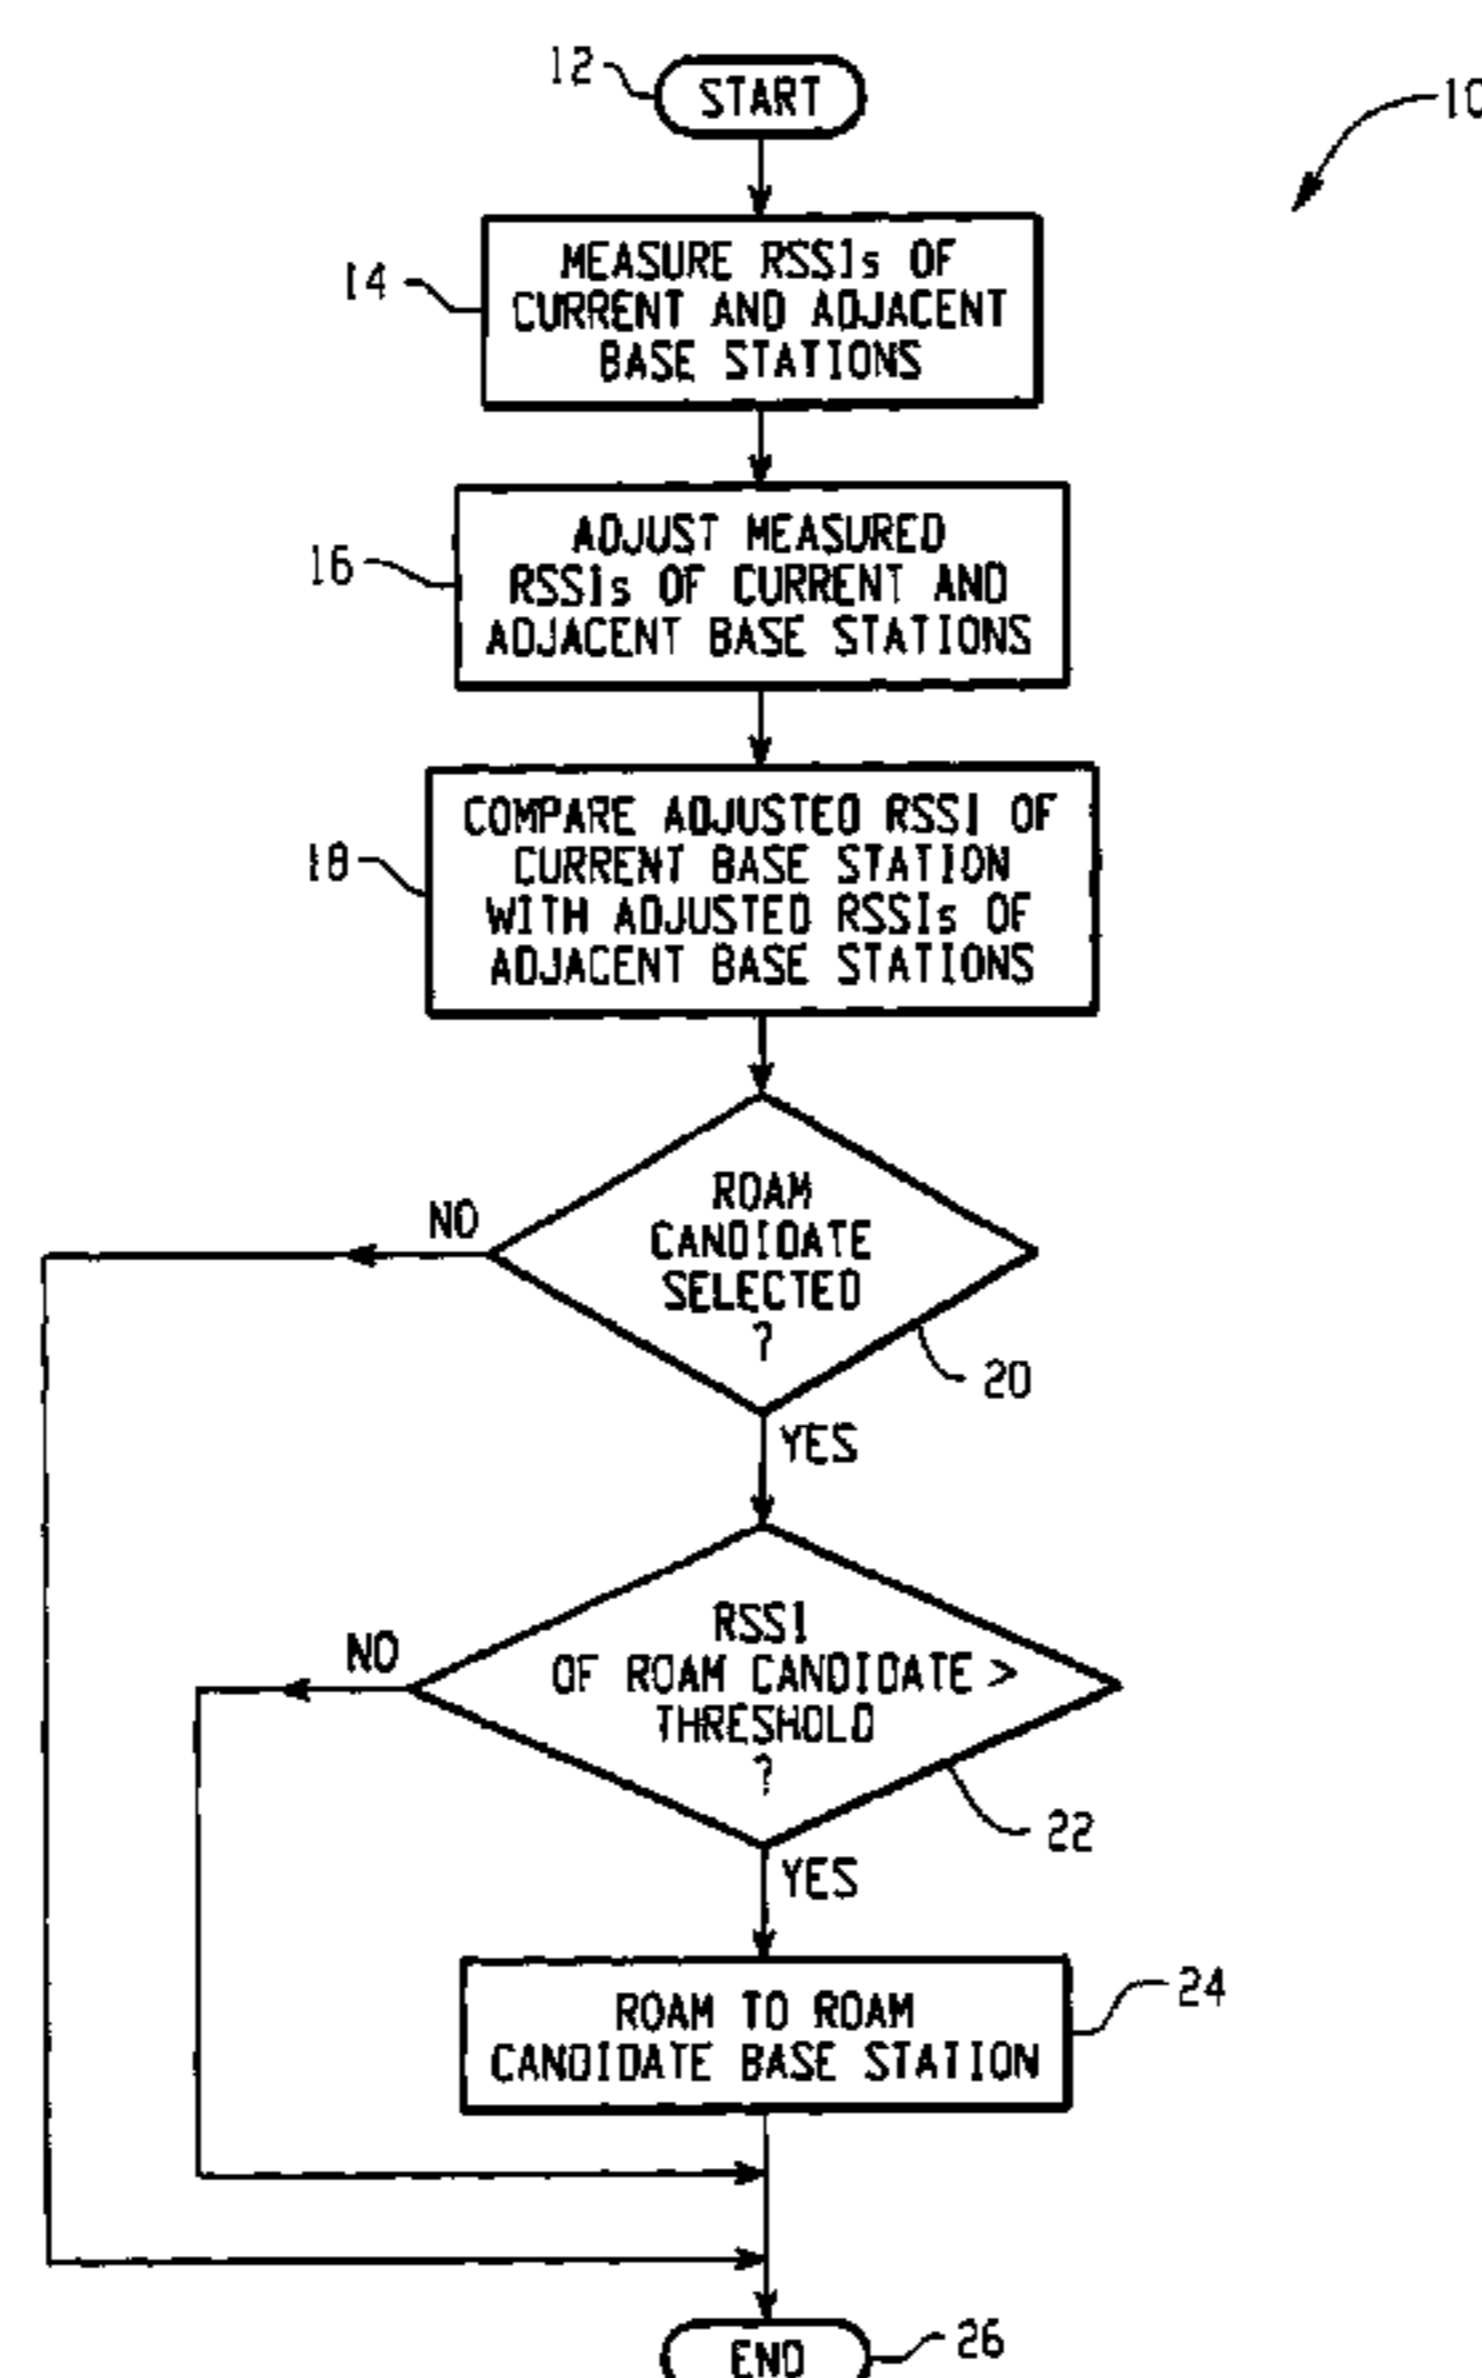 12
START
10
MEASURE RSSIs OF
CURRENT AND ADJACENT
BASE STATIONS
14
ADJUST MEASURED
RSSIs OF CURRENT AND
ADJACENT BASE STATIONS
16
COMPARE ADJUSTED RSSI OF
CURRENT BASE STATION
WITH ADJUSTED RSSIs OF
ADJACENT BASE STATIONS
18
ROAM
CANDIDATE
SELECTED
?
NO
20
YES
RSSI
OF ROAM CANDIDATE >
THRESHOLD
?
NO
22
YES
ROAM TO ROAM
CANDIDATE BASE STATION
24
END
26